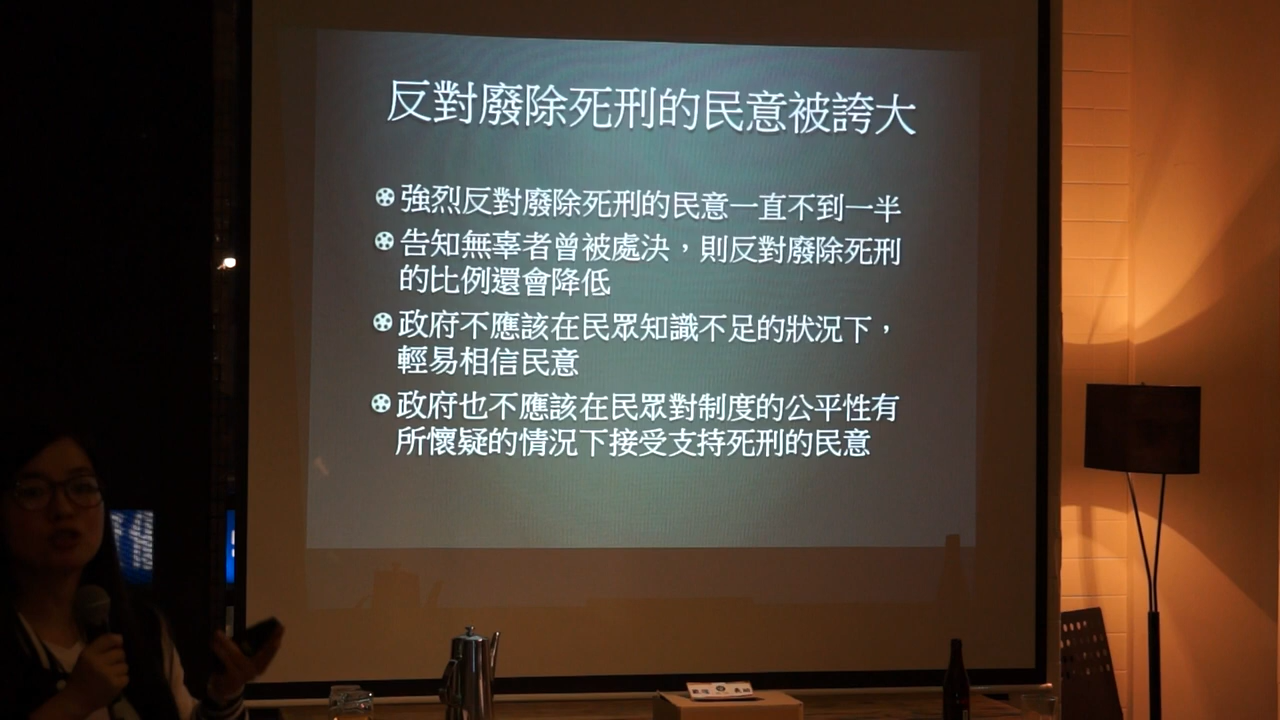 反對廢除死刑的民意被誇大
強烈反對廢除死刑的民意一直不到一半
告知無辜者曾被處決，則反對廢除死刑
的比例還會降低
政府不應該在民眾知識不足的狀況下，
輕易相信民意
政府也不應該在民眾對制度的公平性有
所懷疑的情況下接受支持死刑的民意